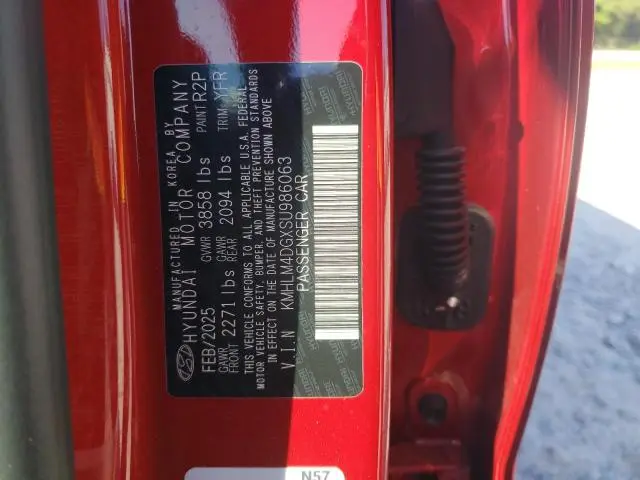 MANUFACTURED IN KOREA BY
HYUNDAI MOTOR COMPANY
FEB/2025 GVWR 3858 lbs PAINT R2P
GAWR FRONT 2271 lbs GAWR REAR 2094 lbs TRIM YFR
THIS VEHICLE CONFORMS TO ALL APPLICABLE U.S.A. FEDERAL
MOTOR VEHICLE SAFETY, BUMPER, AND THEFT PREVENTION STANDARDS
IN EFFECT ON THE DATE OF MANUFACTURE SHOWN ABOVE
V.I.N KMHLM4DGXSU986063
PASSENGER CAR
N57